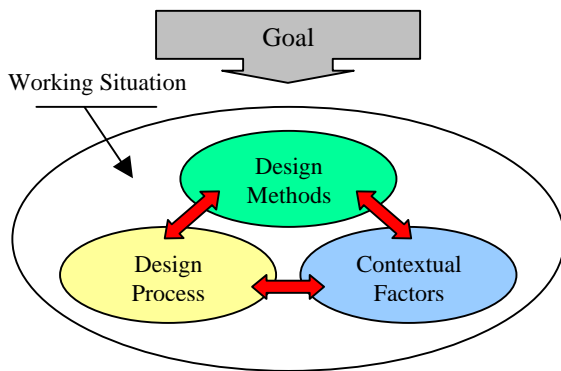 Goal
Working Situation
Design
Methods
Design
Process
Contextual
Factors